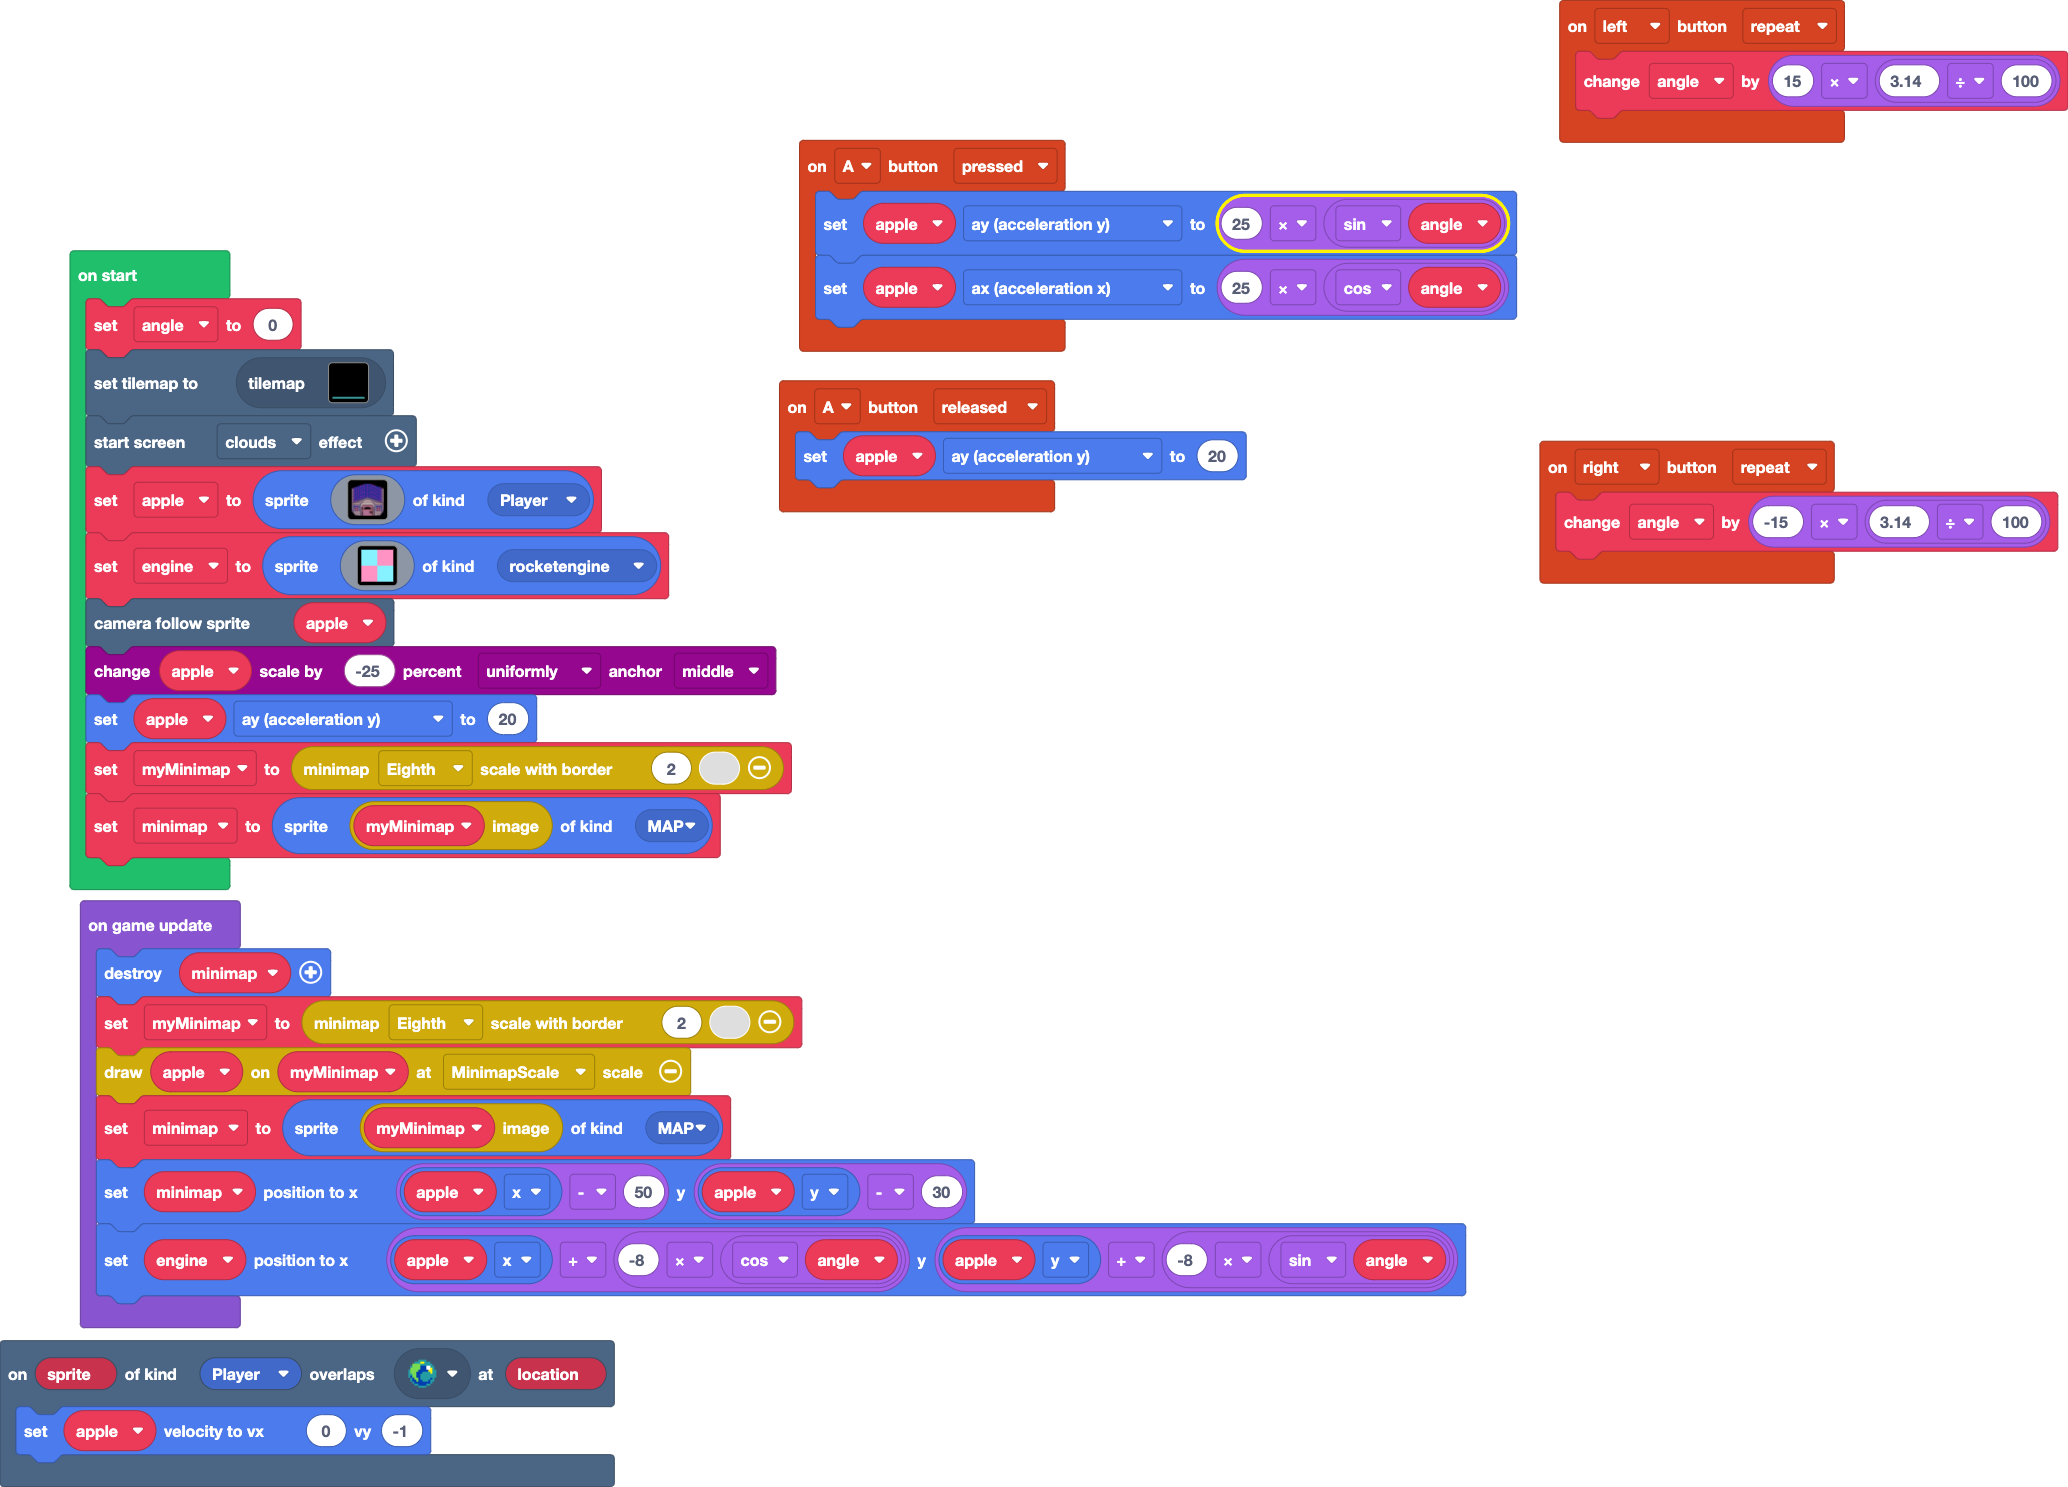 on start
set angle to 0
set tilemap to tilemap
start screen clouds effect
set apple to sprite of kind Player
set engine to sprite of kind rocketengine
camera follow sprite apple
change apple scale by -25 percent uniformly anchor middle
set apple ay (acceleration y) to 20
set myMinimap to minimap Eighth scale with border 2
set minimap to sprite myMinimap image of kind MAP
on game update
destroy minimap
set myMinimap to minimap Eighth scale with border 2
draw apple on myMinimap at MinimapScale scale
set minimap to sprite myMinimap image of kind MAP
set minimap position to x apple x - 50 y apple y - 30
set engine position to x apple x + -8 × cos angle y apple y + -8 × sin angle
on sprite of kind Player overlaps at location
set apple velocity to vx 0 vy -1
on A button pressed
set apple ay (acceleration y) to 25 × sin angle
set apple ax (acceleration x) to 25 × cos angle
on A button released
set apple ay (acceleration y) to 20
on left button repeat
change angle by 15 × 3.14 ÷ 100
on right button repeat
change angle by -15 × 3.14 ÷ 100